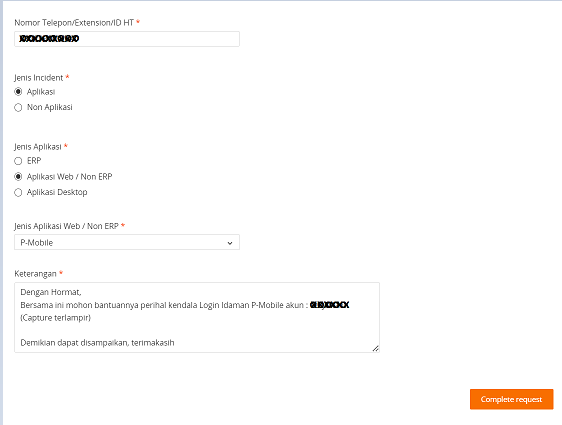 Nomor Telepon/Extension/ID HT *
Jenis Incident *
Aplikasi
Non Aplikasi
Jenis Aplikasi *
ERP
Aplikasi Web / Non ERP
Aplikasi Desktop
Jenis Aplikasi Web / Non ERP *
P-Mobile
Keterangan *
Dengan Hormat,
Bersama ini mohon bantuannya perihal kendala Login Idaman P-Mobile akun :
(Capture terlampir)
Demikian dapat disampaikan, terimakasih
Complete request